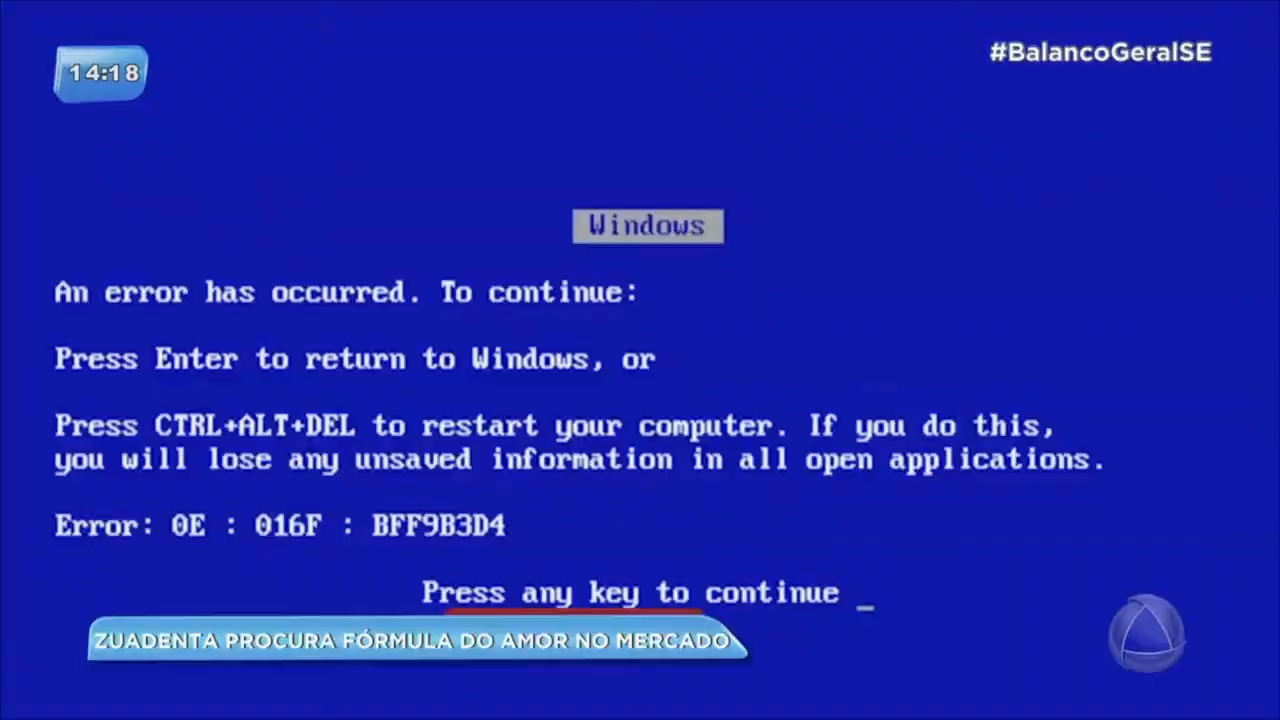 14:18
#BalancoGeralSE
Windows
An error has occurred. To continue:
Press Enter to return to Windows, or
Press CTRL+ALT+DEL to restart your computer. If you do this,
you will lose any unsaved information in all open applications.
Error: 0E : 016F : BFF9B3D4
Press any key to continue _
ZUADENTA PROCURA FÓRMULA DO AMOR NO MERCADO